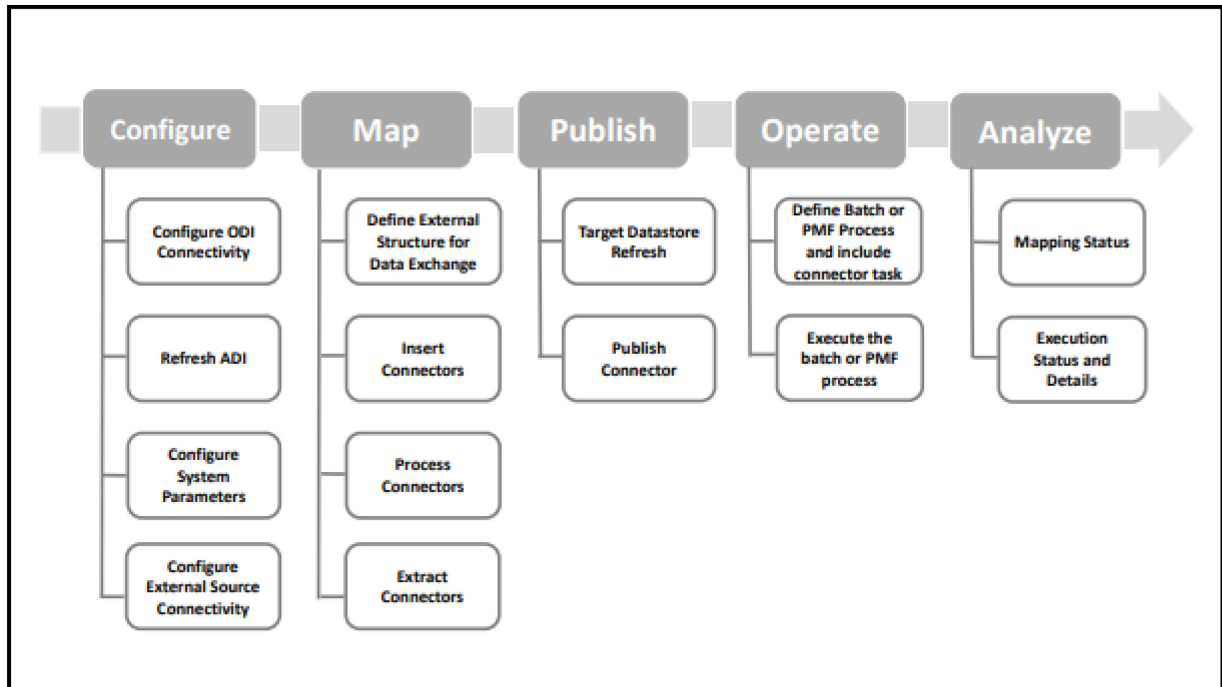 Configure
Map
Publish
Operate
Analyze
Configure ODI
Connectivity
Refresh ADI
Configure
System
Parameters
Configure
External Source
Connectivity
Define External
Structure for
Data Exchange
Insert
Connectors
Process
Connectors
Extract
Connectors
Target Datastore
Refresh
Publish
Connector
Define Batch or
PMF Process
and include
connector task
Execute the
batch or PMF
process
Mapping Status
Execution
Status and
Details